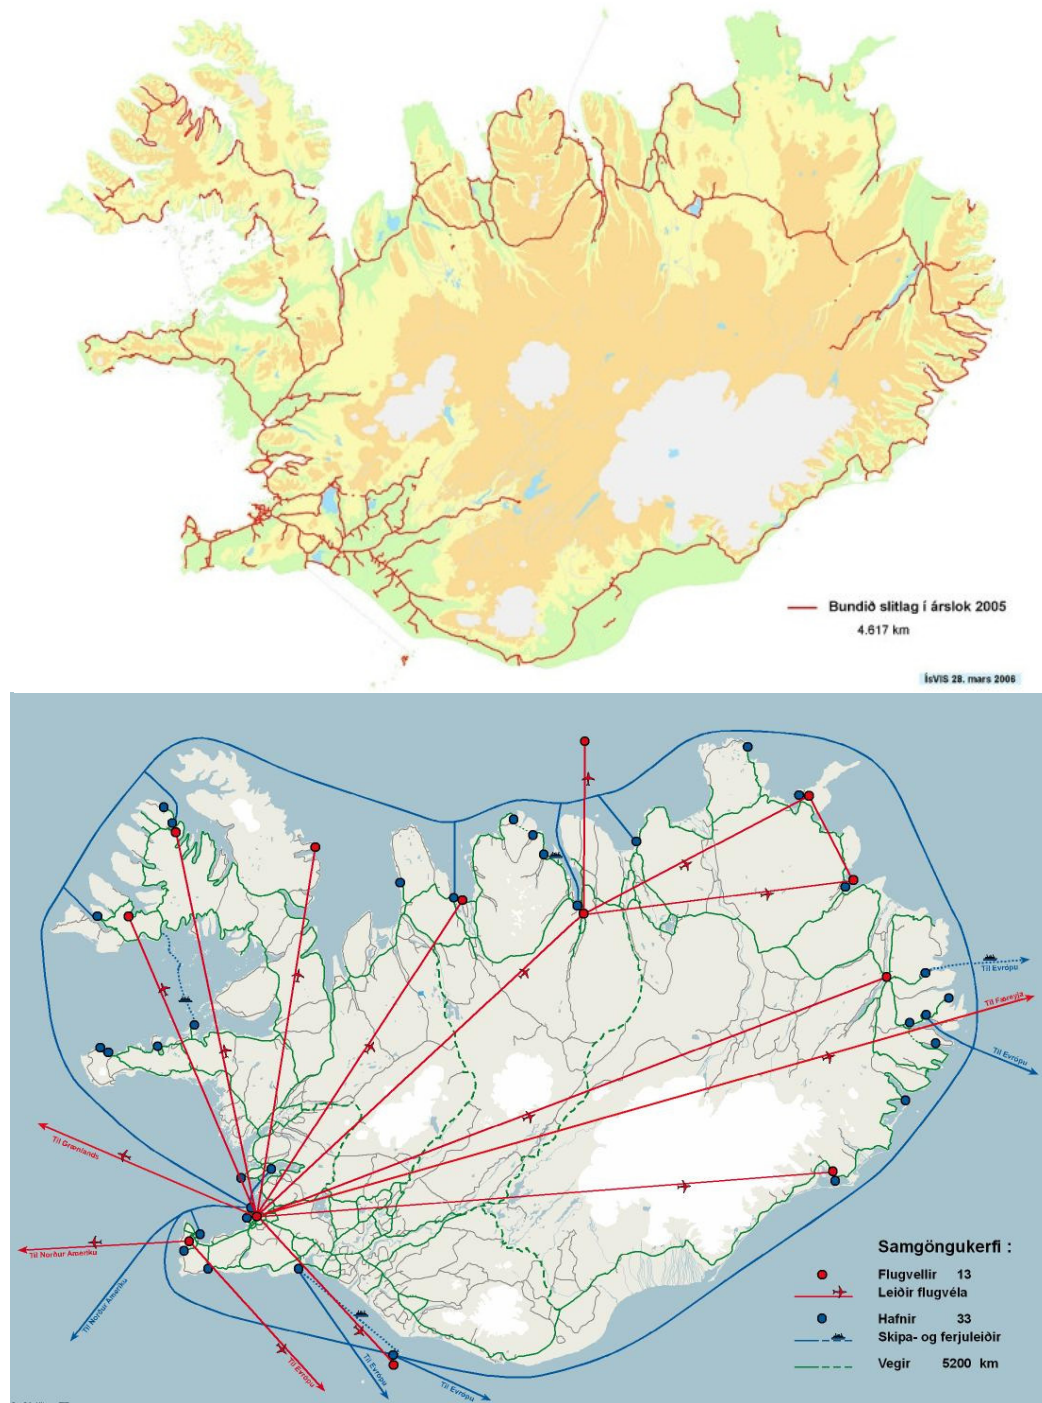 Bundið slitlag í árslok 2005
4.617 km
ÍsVIS 28. mars 2006
Til Evrópu
Til Færeyja
Til Evrópu
Til Grænlands
Til Norður Ameríku
Til Norður Ameríku
Til Evrópu
Til Evrópu
Til Evrópu
Samgöngukerfi :
Flugvellir 13
Leiðir flugvéla
Hafnir 33
Skipa- og ferjuleiðir
Vegir 5200 km